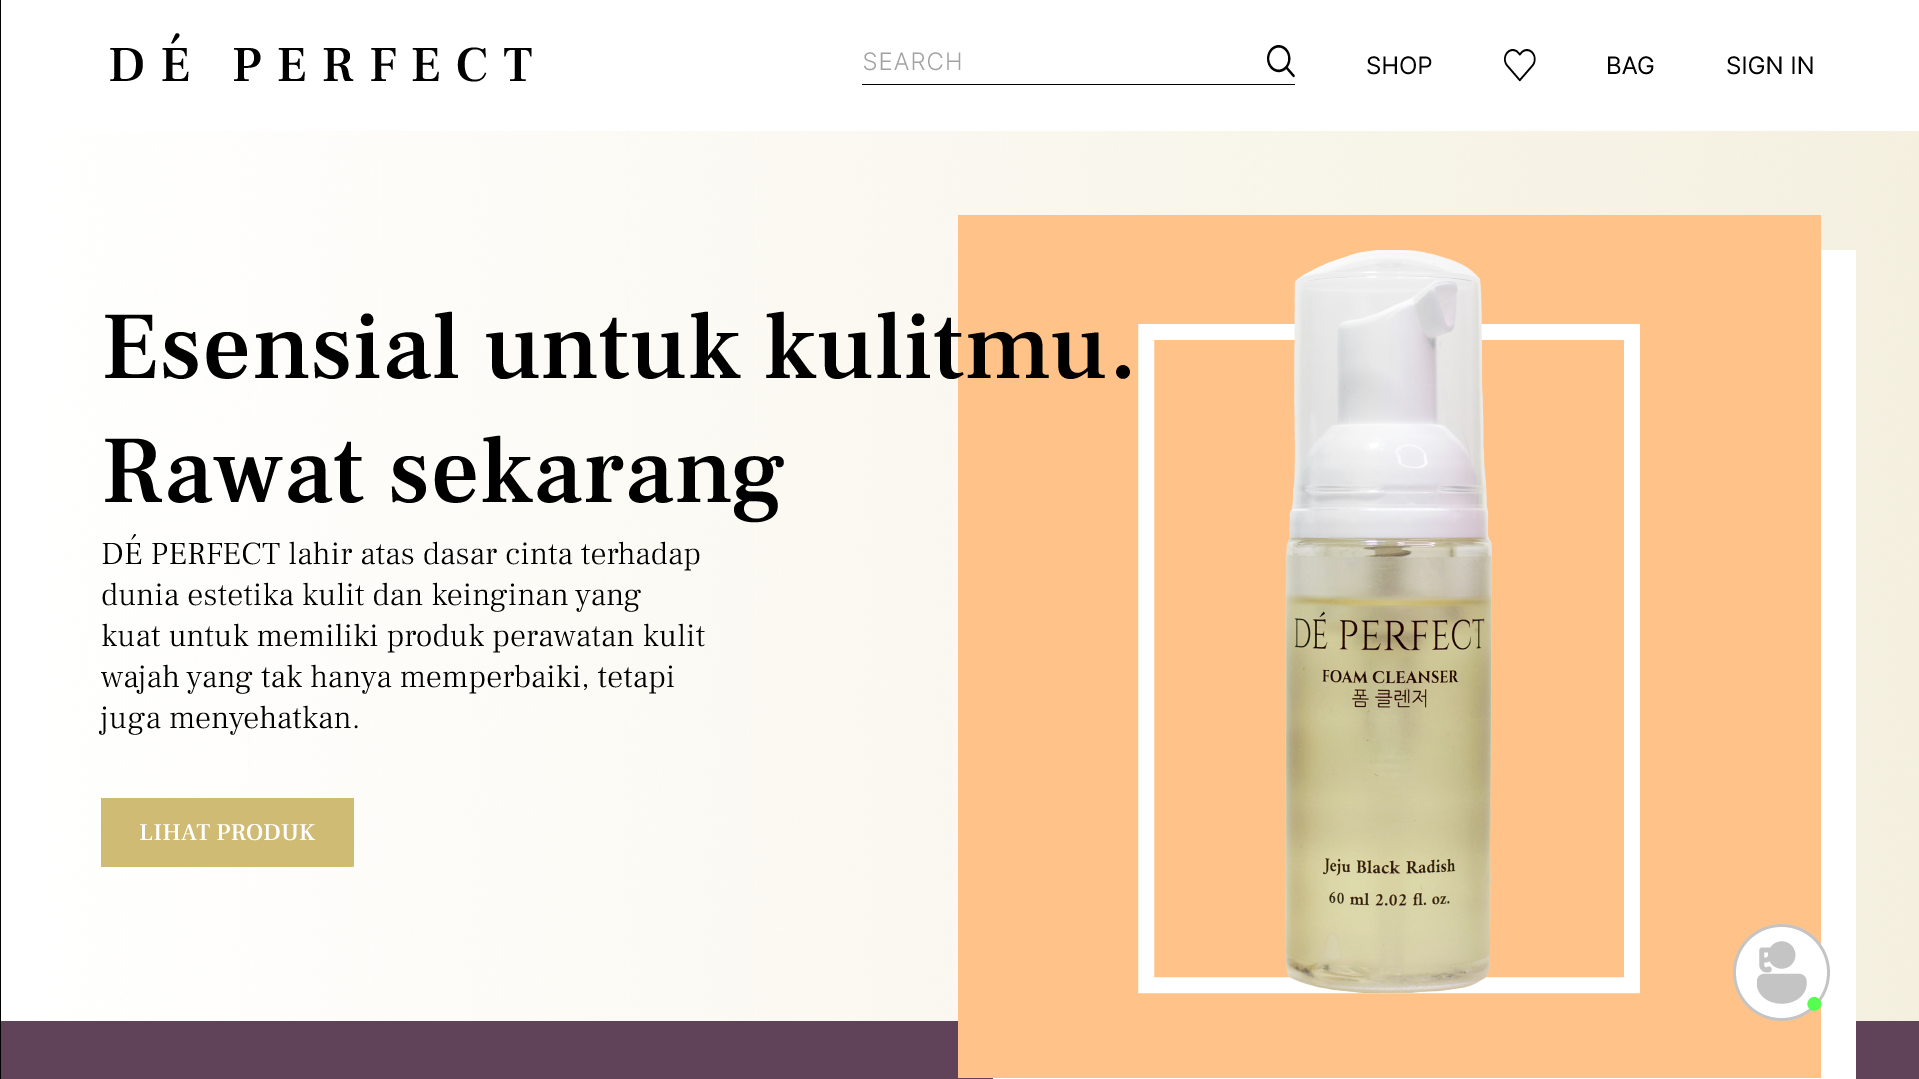 DÉ PERFECT
SEARCH
SHOP
BAG
SIGN IN
Esensial untuk kulitmu.
Rawat sekarang
DÉ PERFECT lahir atas dasar cinta terhadap
dunia estetika kulit dan keinginan yang
kuat untuk memiliki produk perawatan kulit
wajah yang tak hanya memperbaiki, tetapi
juga menyehatkan.
LIHAT PRODUK
DÉ PERFECT
FOAM CLEANSER
폼 클렌저
Jeju Black Radish
60 ml 2.02 fl. oz.